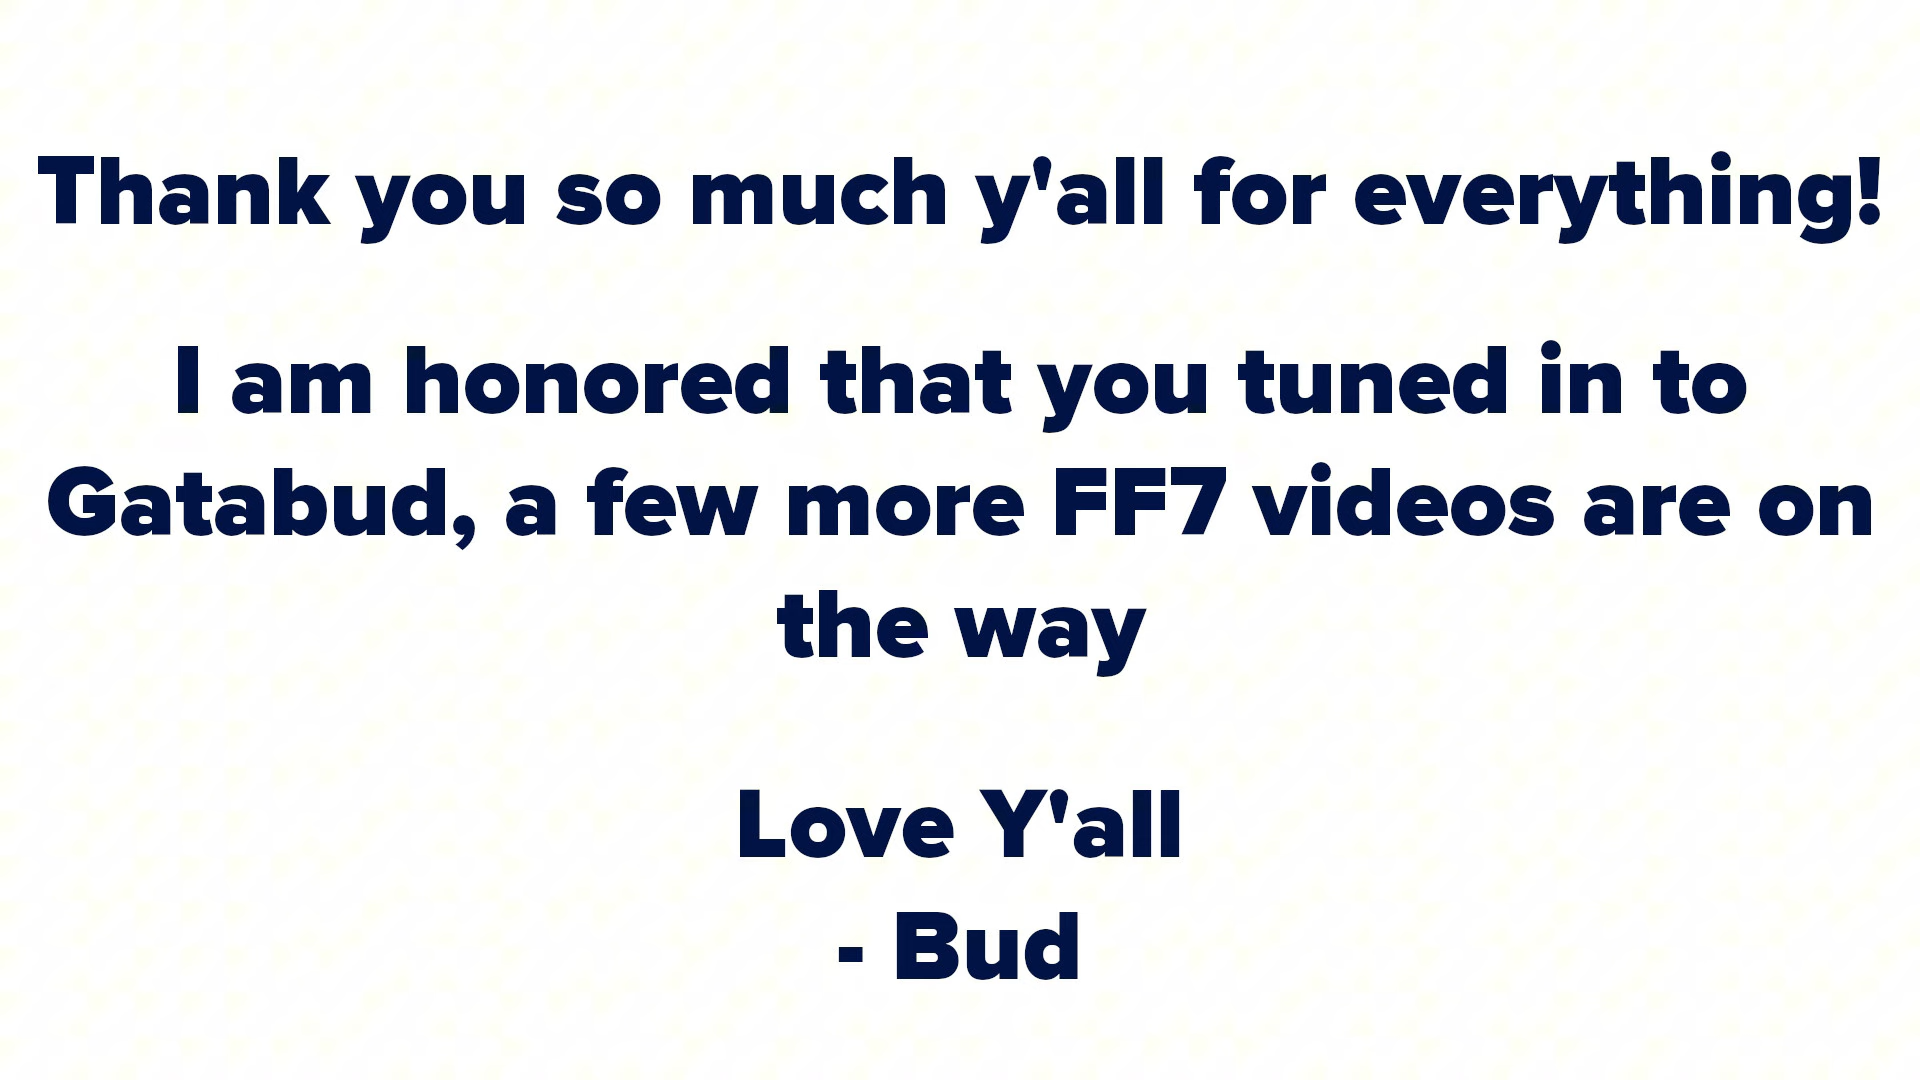 Thank you so much y'all for everything!
I am honored that you tuned in to
Gatabud, a few more FF7 videos are on
the way
Love Y'all
- Bud